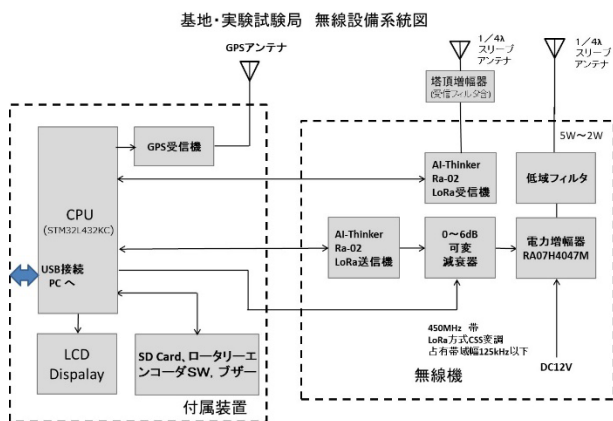 基地・実験試験局 無線設備系統図
GPSアンテナ
1/4λ
スリーブ
アンテナ
1/4λ
スリーブ
アンテナ
塔頂増幅器
(受信フィルタ含)
5W～2W
GPS受信機
AI-Thinker
Ra-02
LoRa受信機
低域フィルタ
CPU
(STM32L432KC)
AI-Thinker
Ra-02
LoRa送信機
0～6dB
可変
減衰器
電力増幅器
RA07H4047M
USB接続
PCへ
450MHz 帯
LoRa方式CSS変調
占有帯域幅125kHz以下
DC12V
LCD
Dispalay
SD Card、ロータリーエ
ンコーダSW，ブザー
無線機
付属装置